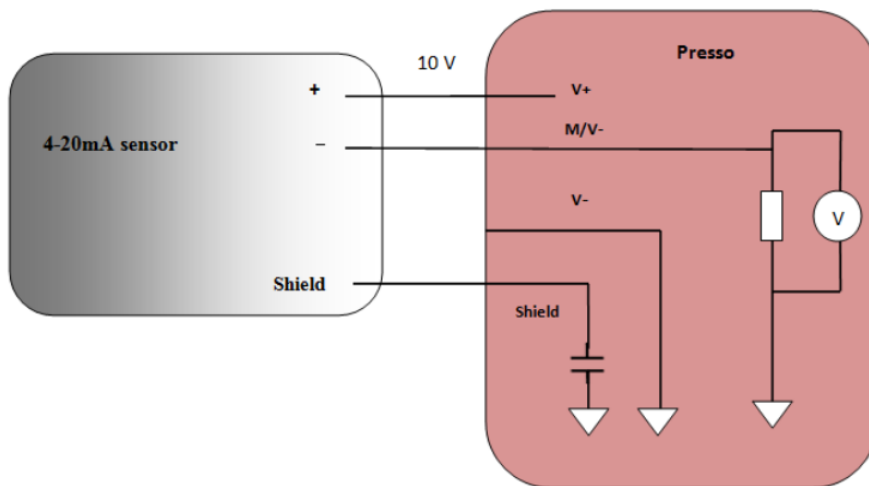 Presso
10 V
+
V+
M/V-
4-20mA sensor
–
V-
V
Shield
Shield